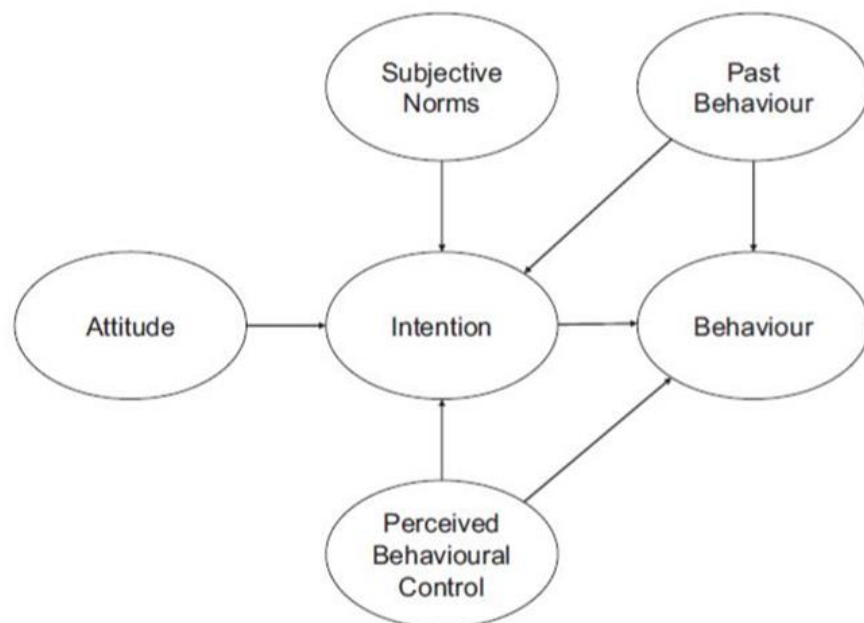 Subjective
Norms
Past
Behaviour
Attitude
Intention
Behaviour
Perceived
Behavioural
Control